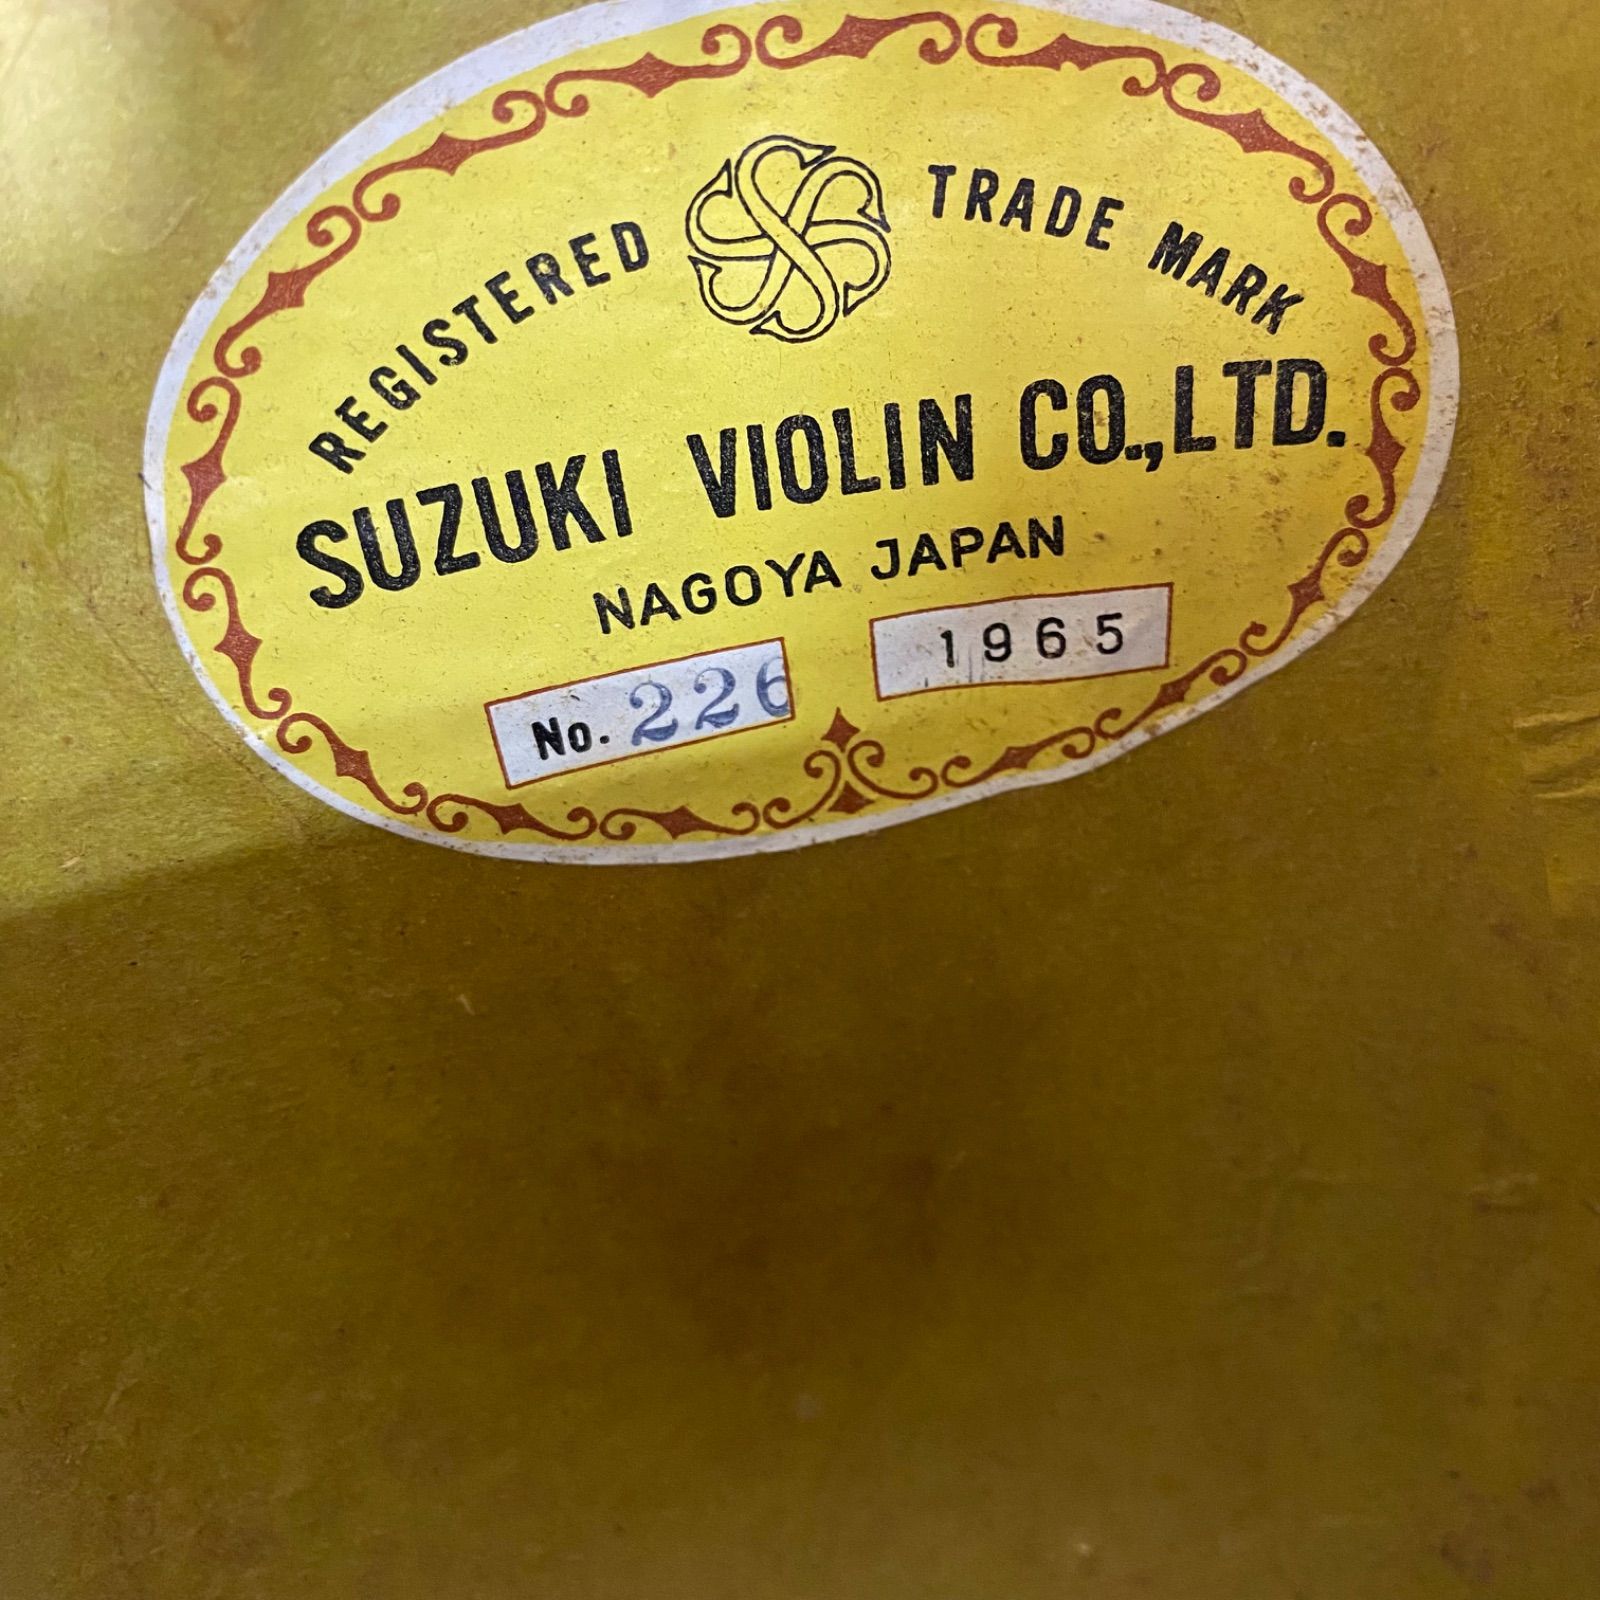 REGISTERED TRADE MARK
SUZUKI VIOLIN CO.,LTD.
NAGOYA JAPAN
No. 226 1965